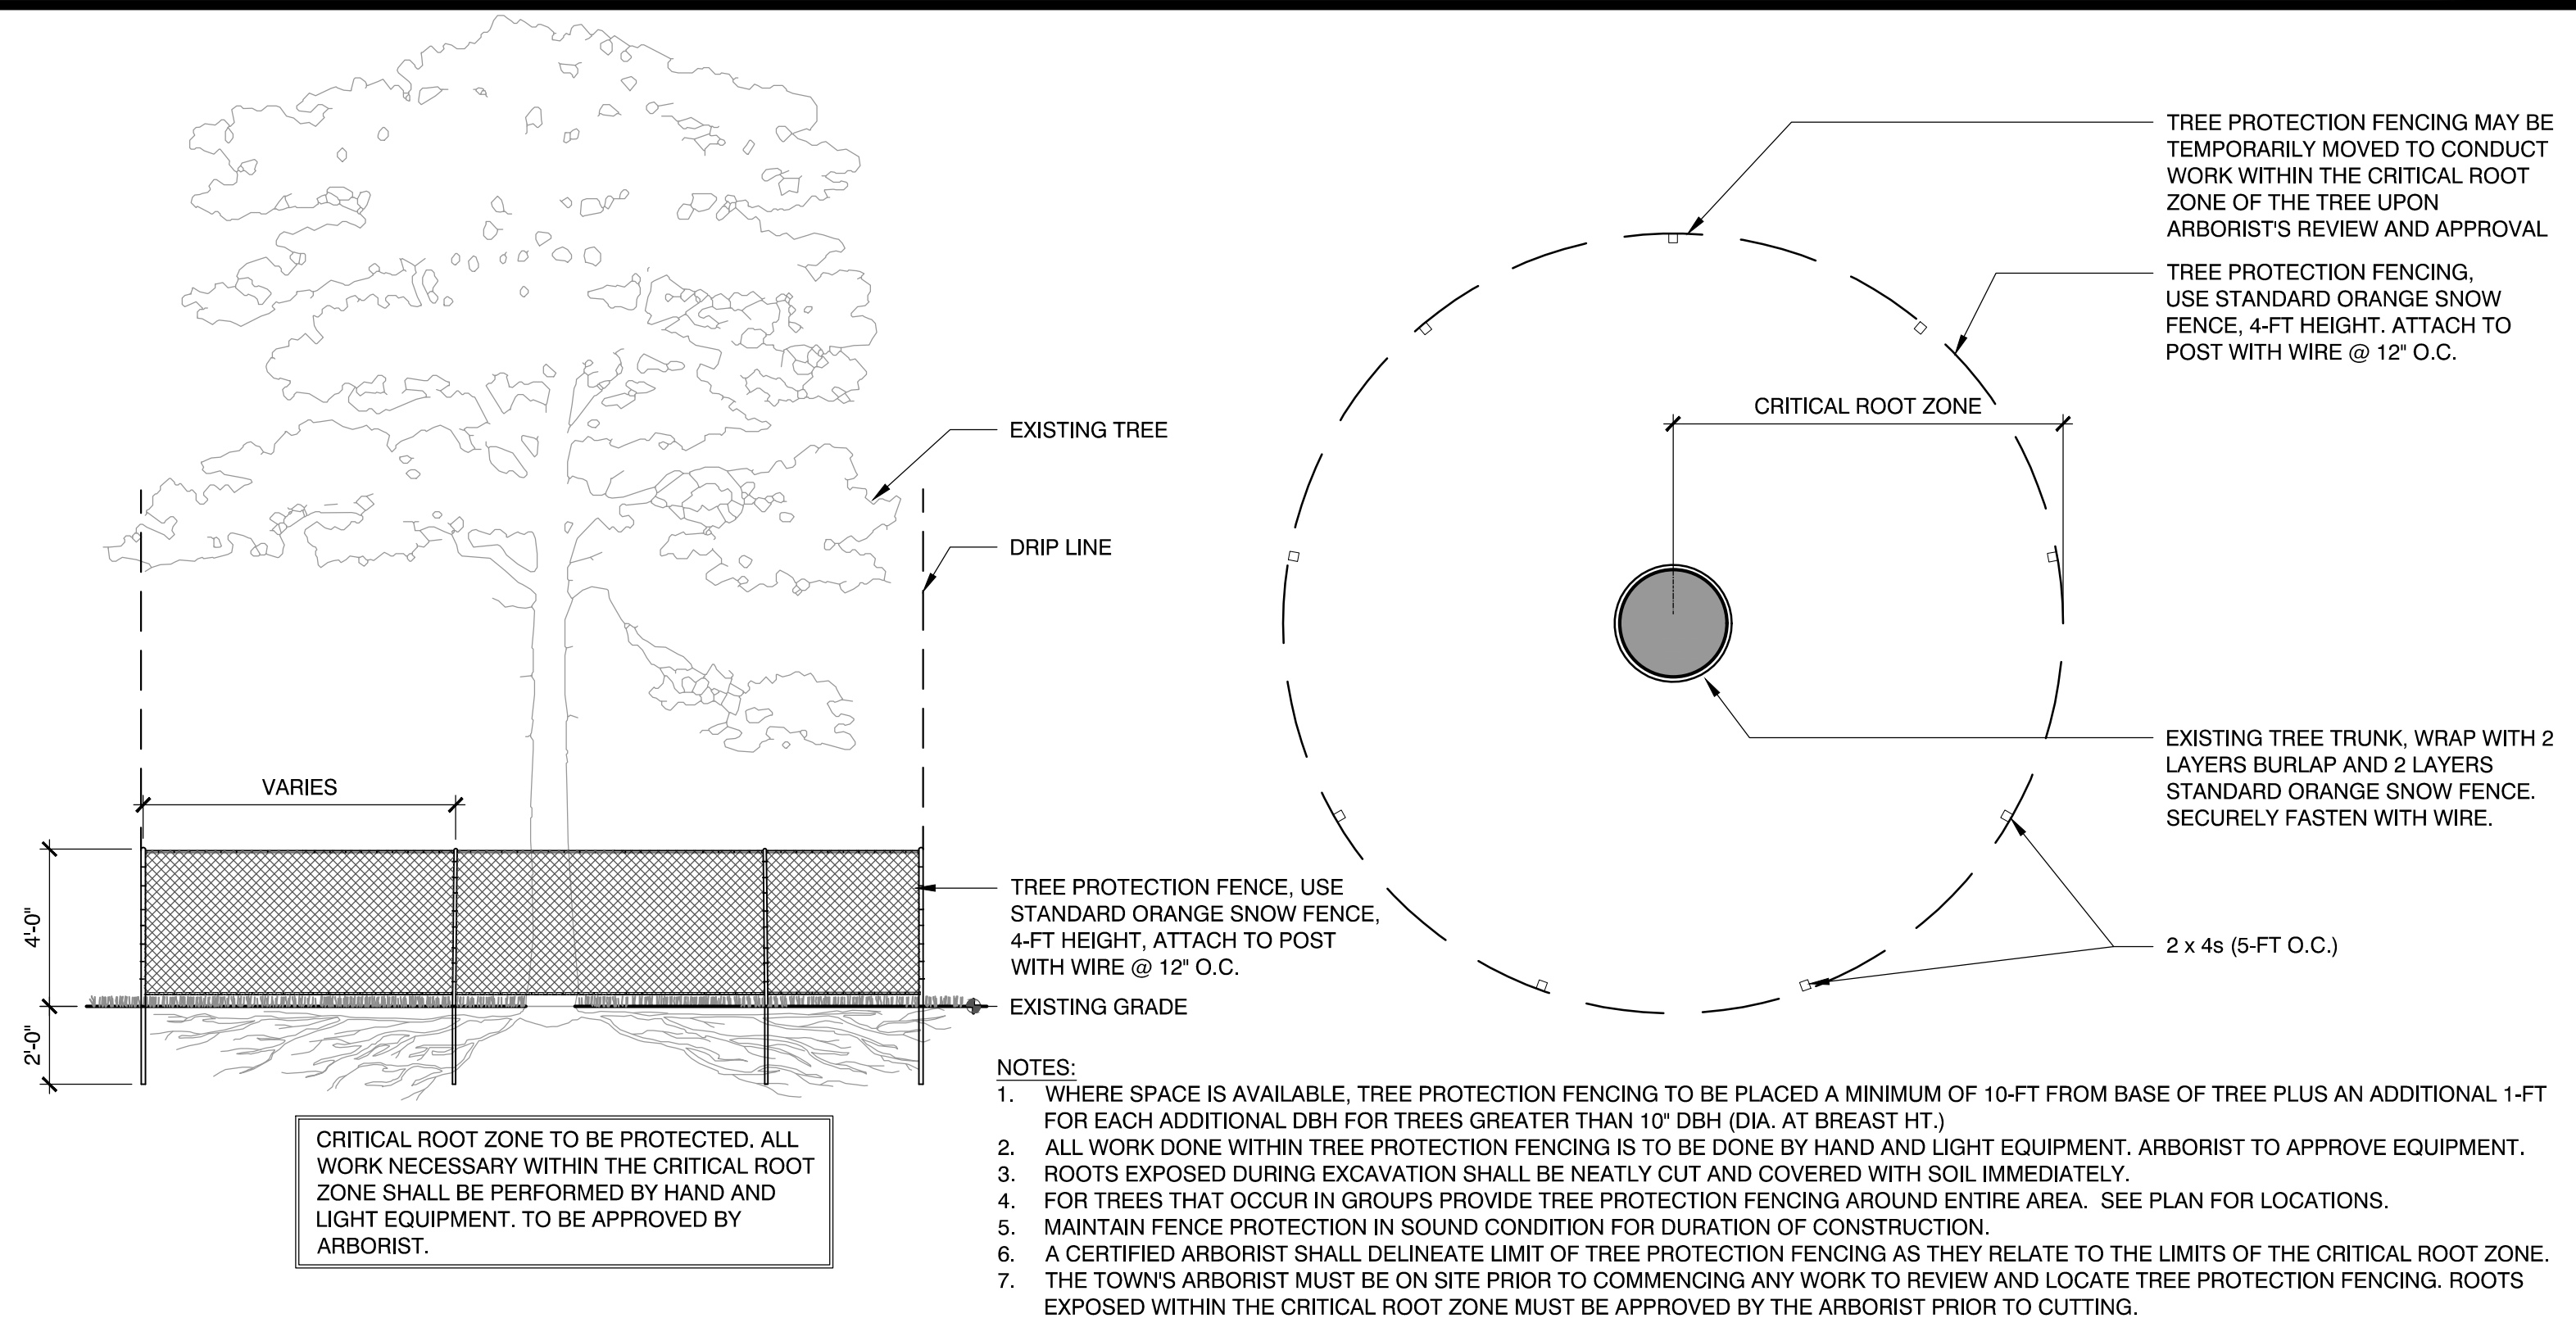 EXISTING TREE
DRIP LINE
VARIES
4'-0"
2'-0"
TREE PROTECTION FENCE, USE
STANDARD ORANGE SNOW FENCE,
4-FT HEIGHT, ATTACH TO POST
WITH WIRE @ 12" O.C.
EXISTING GRADE
CRITICAL ROOT ZONE TO BE PROTECTED. ALL
WORK NECESSARY WITHIN THE CRITICAL ROOT
ZONE SHALL BE PERFORMED BY HAND AND
LIGHT EQUIPMENT. TO BE APPROVED BY
ARBORIST.
TREE PROTECTION FENCING MAY BE
TEMPORARILY MOVED TO CONDUCT
WORK WITHIN THE CRITICAL ROOT
ZONE OF THE TREE UPON
ARBORIST'S REVIEW AND APPROVAL
TREE PROTECTION FENCING,
USE STANDARD ORANGE SNOW
FENCE, 4-FT HEIGHT. ATTACH TO
POST WITH WIRE @ 12" O.C.
CRITICAL ROOT ZONE
EXISTING TREE TRUNK, WRAP WITH 2
LAYERS BURLAP AND 2 LAYERS
STANDARD ORANGE SNOW FENCE.
SECURELY FASTEN WITH WIRE.
2 x 4s (5-FT O.C.)
NOTES:
1. WHERE SPACE IS AVAILABLE, TREE PROTECTION FENCING TO BE PLACED A MINIMUM OF 10-FT FROM BASE OF TREE PLUS AN ADDITIONAL 1-FT
FOR EACH ADDITIONAL DBH FOR TREES GREATER THAN 10" DBH (DIA. AT BREAST HT.)
2. ALL WORK DONE WITHIN TREE PROTECTION FENCING IS TO BE DONE BY HAND AND LIGHT EQUIPMENT. ARBORIST TO APPROVE EQUIPMENT.
3. ROOTS EXPOSED DURING EXCAVATION SHALL BE NEATLY CUT AND COVERED WITH SOIL IMMEDIATELY.
4. FOR TREES THAT OCCUR IN GROUPS PROVIDE TREE PROTECTION FENCING AROUND ENTIRE AREA. SEE PLAN FOR LOCATIONS.
5. MAINTAIN FENCE PROTECTION IN SOUND CONDITION FOR DURATION OF CONSTRUCTION.
6. A CERTIFIED ARBORIST SHALL DELINEATE LIMIT OF TREE PROTECTION FENCING AS THEY RELATE TO THE LIMITS OF THE CRITICAL ROOT ZONE.
7. THE TOWN'S ARBORIST MUST BE ON SITE PRIOR TO COMMENCING ANY WORK TO REVIEW AND LOCATE TREE PROTECTION FENCING. ROOTS
EXPOSED WITHIN THE CRITICAL ROOT ZONE MUST BE APPROVED BY THE ARBORIST PRIOR TO CUTTING.